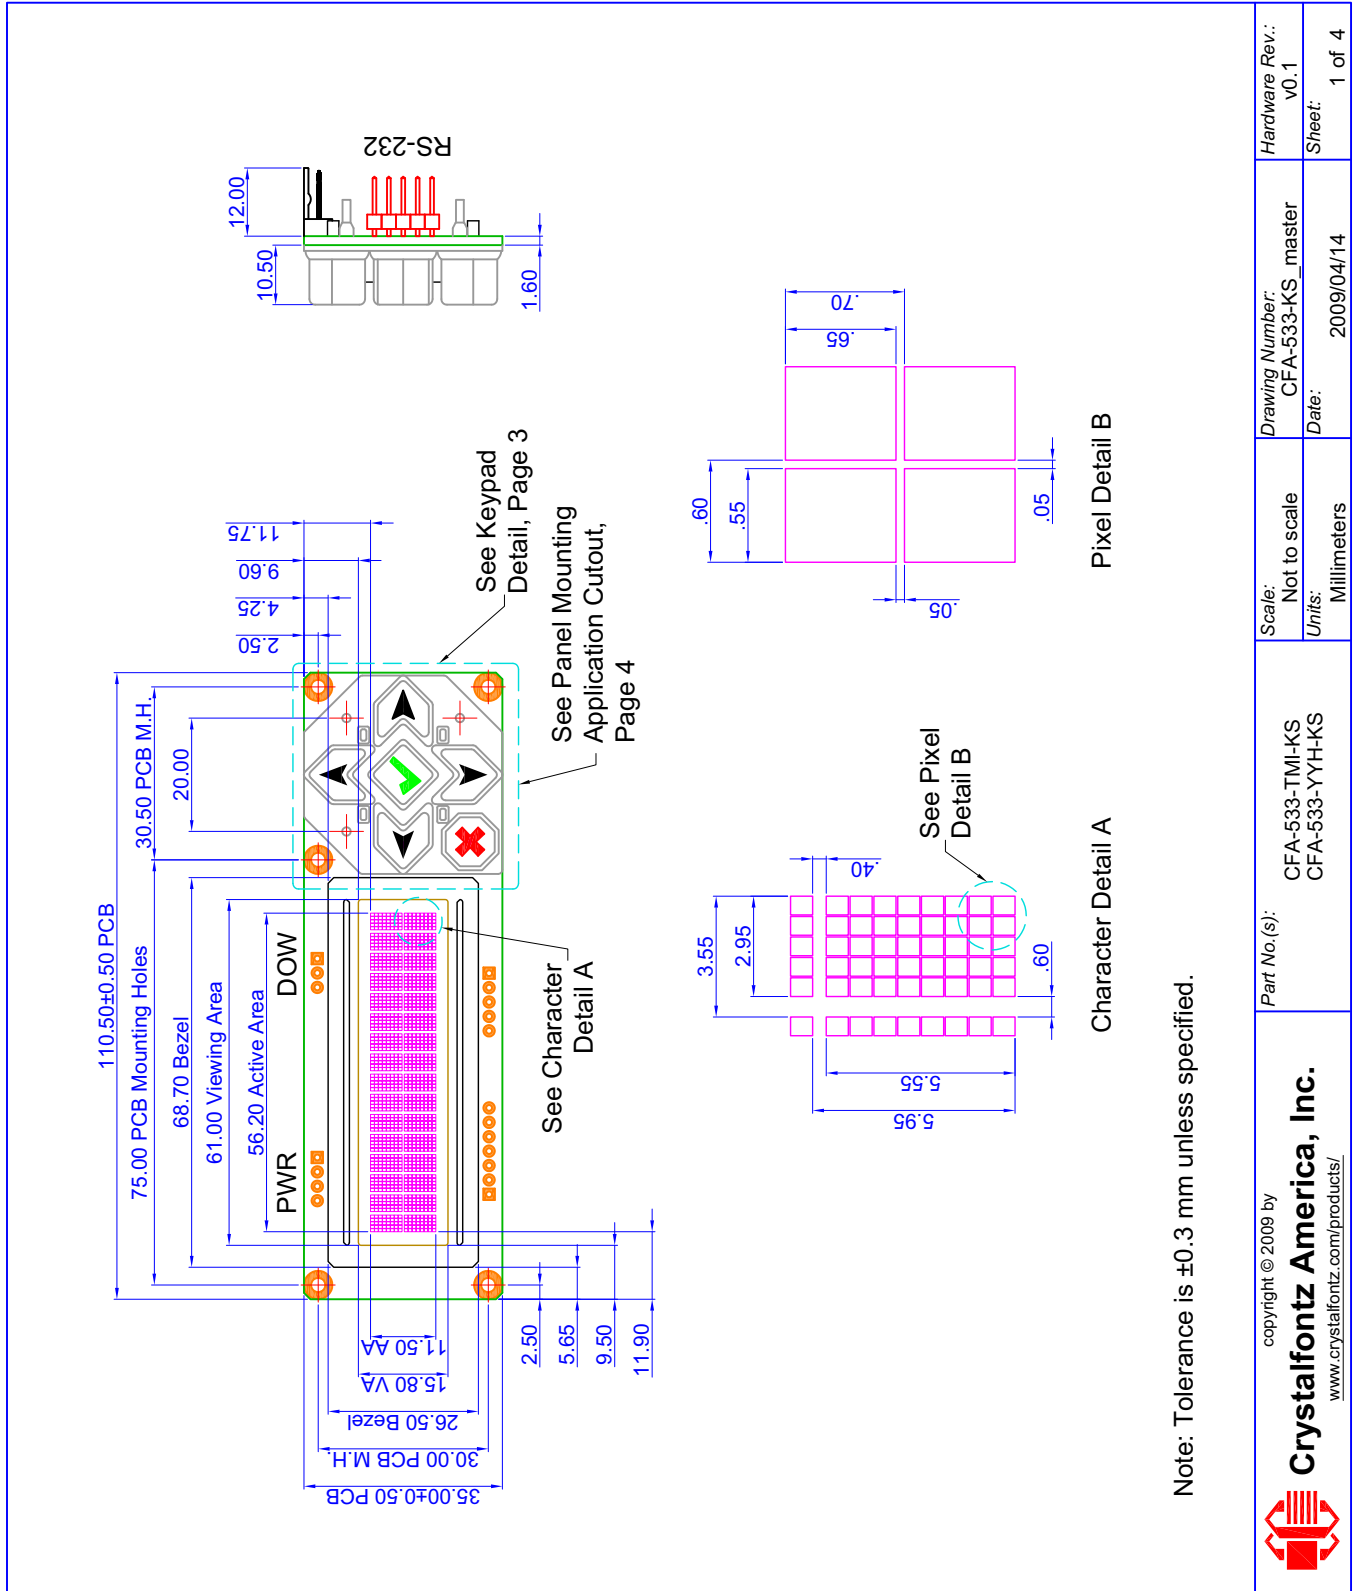 110.50±0.50 PCB
75.00 PCB Mounting Holes
30.50 PCB M.H.
68.70 Bezel
20.00
61.00 Viewing Area
56.20 Active Area
PWR
DOW
2.50
4.25
9.60
11.75
35.00±0.50 PCB
30.00 PCB M.H.
26.50 Bezel
15.80 VA
11.50 AA
2.50
5.65
9.50
11.90
See Character
Detail A
See Keypad
Detail, Page 3
See Panel Mounting
Application Cutout,
Page 4
10.50
12.00
1.60
RS-232
3.55
2.95
.40
5.95
5.55
.60
See Pixel
Detail B
Character Detail A
.60
.55
.65
.70
.05
.05
Pixel Detail B
Note: Tolerance is ±0.3 mm unless specified.
copyright © 2009 by
Crystalfontz America, Inc.
www.crystalfontz.com/products/
Part No.(s):
CFA-533-TMI-KS
CFA-533-YYH-KS
Scale:
Not to scale
Units:
Millimeters
Drawing Number:
CFA-533-KS_master
Date:
2009/04/14
Hardware Rev.:
v0.1
Sheet:
1 of 4